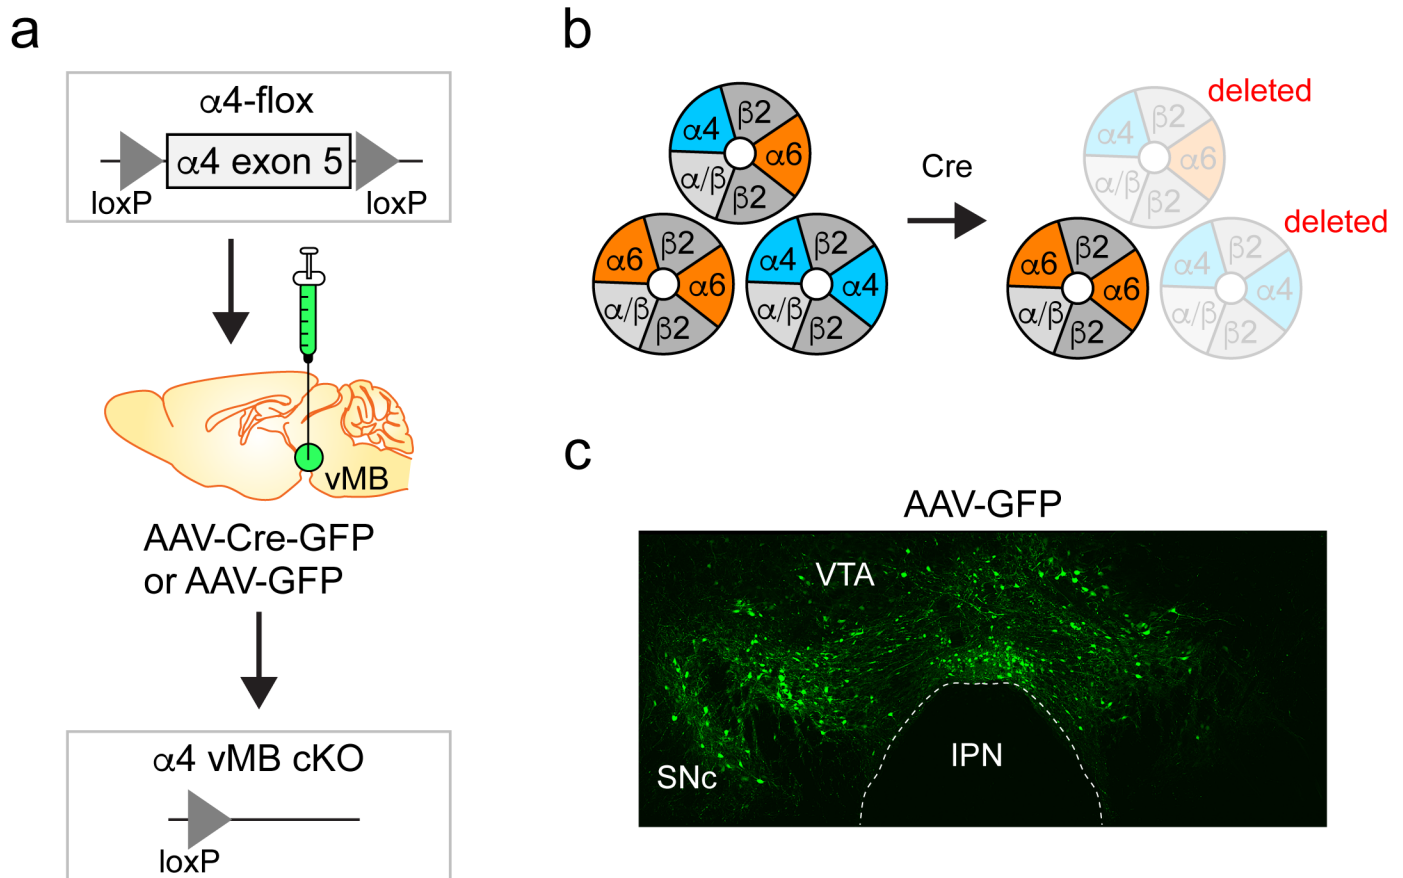 a
α4-flox
α4 exon 5
loxP
loxP
vMB
AAV-Cre-GFP
or AAV-GFP
α4 vMB cKO
loxP
b
α4
β2
α6
α/β
β2
α6
β2
α6
α/β
β2
α4
β2
α4
α/β
β2
Cre
deleted
α4
β2
α6
α/β
β2
deleted
α6
β2
α6
α/β
β2
α4
β2
α4
α/β
β2
c
AAV-GFP
VTA
SNc
IPN